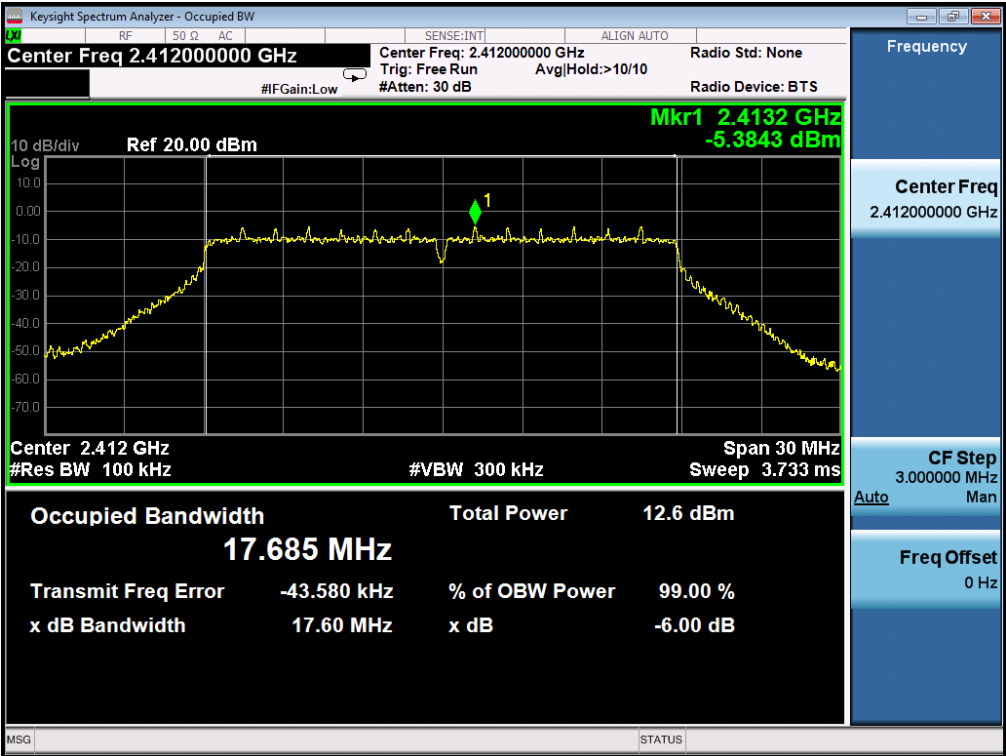 Keysight Spectrum Analyzer - Occupied BW
LXI RF 50 Ω AC SENSE:INT ALIGN AUTO
Center Freq 2.412000000 GHz
Center Freq: 2.412000000 GHz Radio Std: None
Trig: Free Run Avg|Hold:>10/10
#IFGain:Low #Atten: 30 dB Radio Device: BTS
Mkr1 2.4132 GHz
-5.3843 dBm
10 dB/div Ref 20.00 dBm
Log
10.0
0.00
-10.0
-20.0
-30.0
-40.0
-50.0
-60.0
-70.0
1
Center 2.412 GHz Span 30 MHz
#Res BW 100 kHz #VBW 300 kHz Sweep 3.733 ms
Occupied Bandwidth Total Power 12.6 dBm
17.685 MHz
Transmit Freq Error -43.580 kHz % of OBW Power 99.00 %
x dB Bandwidth 17.60 MHz x dB -6.00 dB
MSG STATUS
Frequency
Center Freq
2.412000000 GHz
CF Step
3.000000 MHz
Auto Man
Freq Offset
0 Hz